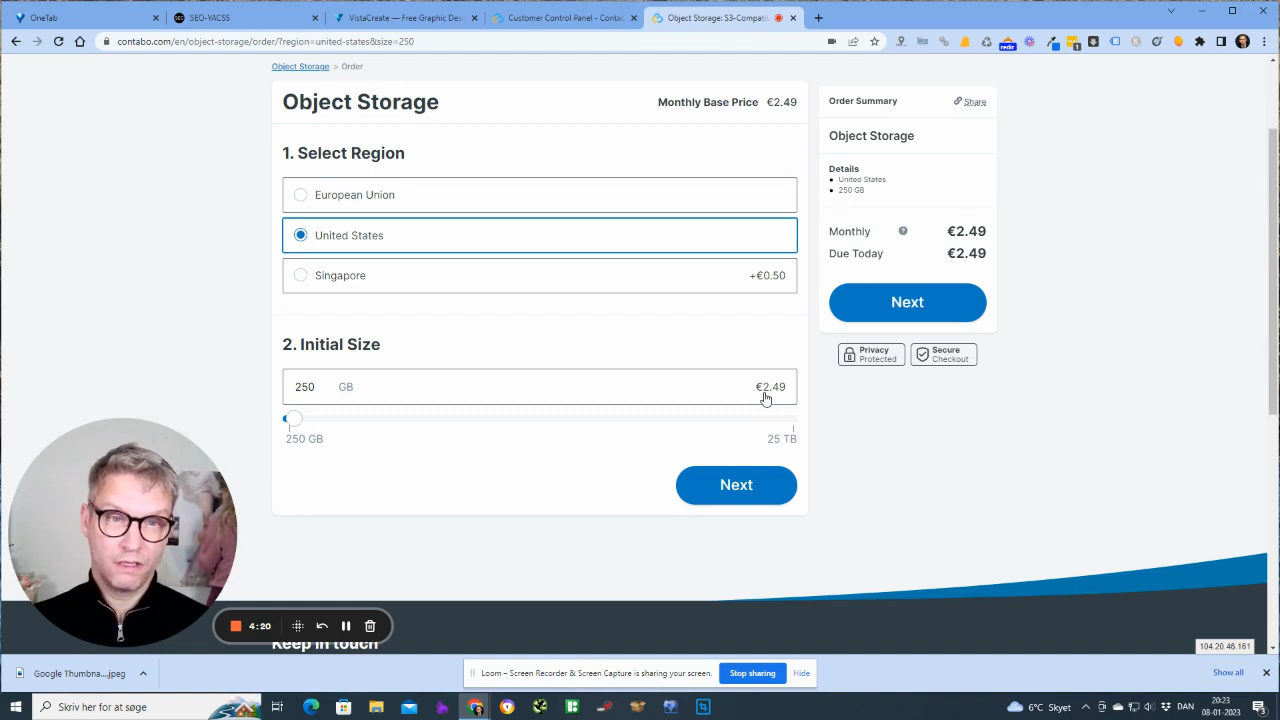 OneTab
SEO-YACSS
VistaCreate — Free Graphic Des
Customer Control Panel - Conta
Object Storage: S3-Compati
contabo.com/en/object-storage/order/?region=united-states&size=250
Object Storage > Order
Object Storage
Monthly Base Price €2.49
1. Select Region
European Union
United States
Singapore
+€0.50
2. Initial Size
250 GB
€2.49
250 GB
25 TB
Next
Order Summary
Share
Object Storage
Details
United States
250 GB
Monthly
€2.49
Due Today
€2.49
Next
Privacy
Protected
Secure
Checkout
4:20
Keep in touch
104.20.46.161
Google Thumbna....jpeg
Loom – Screen Recorder & Screen Capture is sharing your screen.
Stop sharing
Hide
Show all
Skriv her for at søge
6°C Skyet
DAN
20:23
08-01-2023